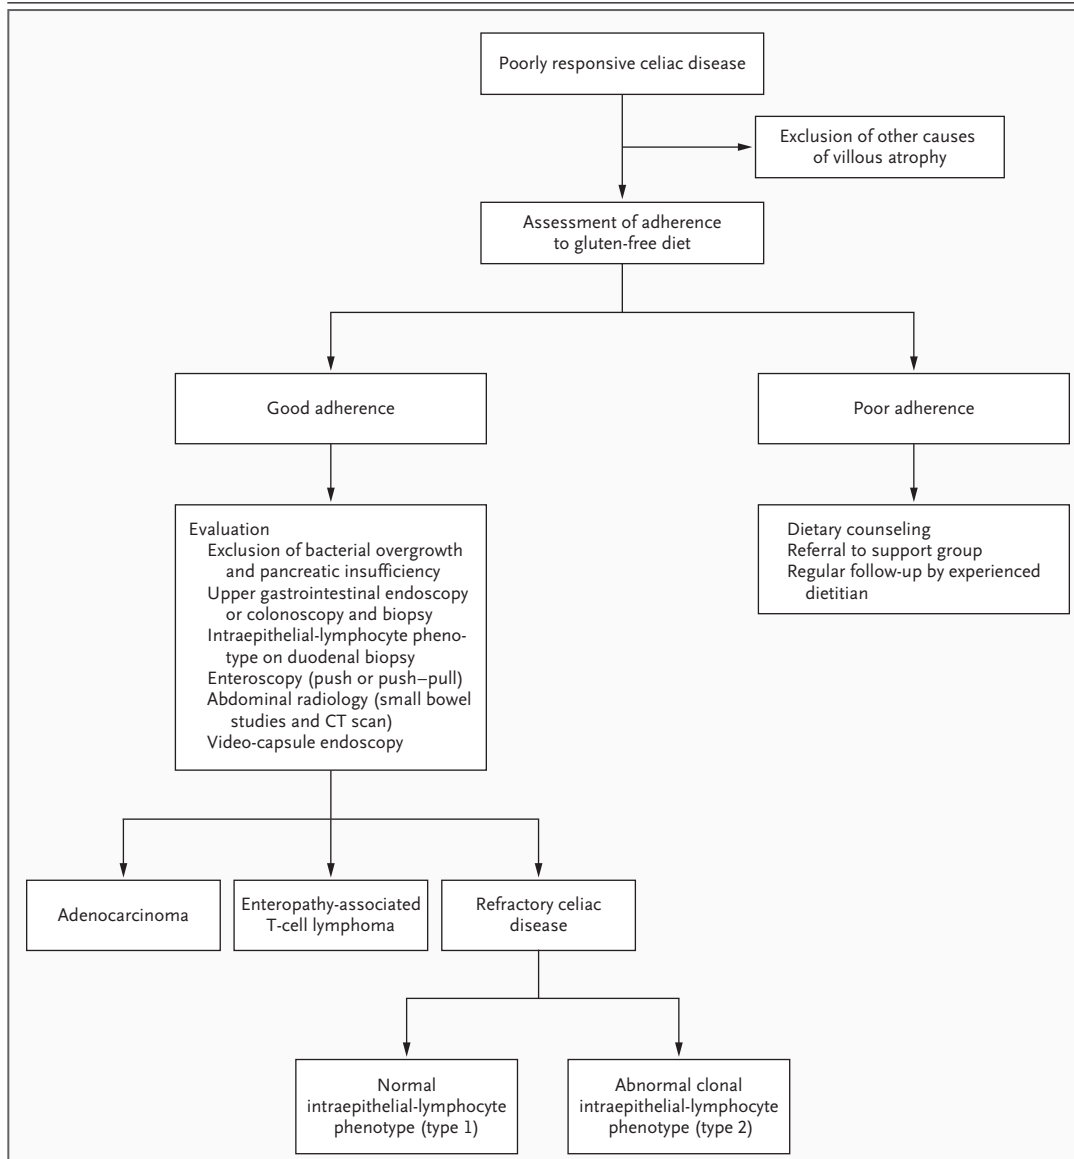 Poorly responsive celiac disease
Exclusion of other causes
of villous atrophy
Assessment of adherence
to gluten-free diet
Good adherence
Poor adherence
Evaluation
Exclusion of bacterial overgrowth
and pancreatic insufficiency
Upper gastrointestinal endoscopy
or colonoscopy and biopsy
Intraepithelial-lymphocyte pheno-
type on duodenal biopsy
Enteroscopy (push or push–pull)
Abdominal radiology (small bowel
studies and CT scan)
Video-capsule endoscopy
Dietary counseling
Referral to support group
Regular follow-up by experienced
dietitian
Adenocarcinoma
Enteropathy-associated
T-cell lymphoma
Refractory celiac
disease
Normal
intraepithelial-lymphocyte
phenotype (type 1)
Abnormal clonal
intraepithelial-lymphocyte
phenotype (type 2)